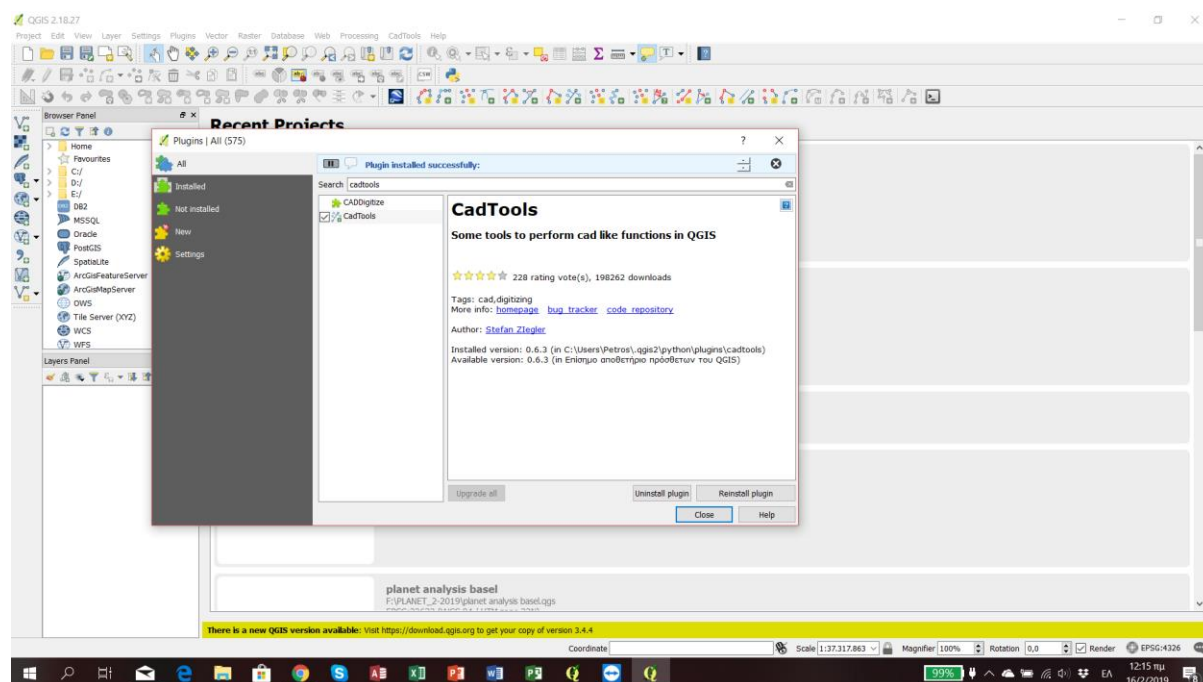 QGIS 2.18.27
Project Edit View Layer Settings Plugins Vector Raster Database Web Processing CadTools Help
CSW
Browser Panel
Recent Projects
Home
Favourites
C:/
D:/
E:/
DB2
MSSQL
Oracle
PostGIS
SpatiaLite
ArcGisFeatureServer
ArcGisMapServer
OWS
Tile Server (XYZ)
WCS
WFS
Layers Panel
Plugins | All (575)
All
Installed
Not installed
New
Settings
Plugin installed successfully:
Search cadtools
CADDigitize
CadTools
CadTools
Some tools to perform cad like functions in QGIS
228 rating vote(s), 198262 downloads
Tags: cad,digitizing
More info: homepage bug tracker code repository
Author: Stefan Ziegler
Installed version: 0.6.3 (in C:\Users\Petros\.qgis2\python\plugins\cadtools)
Available version: 0.6.3 (in Επίσημο αποθετήριο πρόσθετων του QGIS)
Upgrade all
Uninstall plugin
Reinstall plugin
Close
Help
planet analysis basel
F:\PLANET_2-2019\planet analysis basel.qgs
There is a new QGIS version available: Visit https://download.qgis.org to get your copy of version 3.4.4
Coordinate
Scale 1:37.317.863
Magnifier 100%
Rotation 0,0
Render
EPSG:4326
99%
ΕΛ
12:15 πμ
16/2/2019